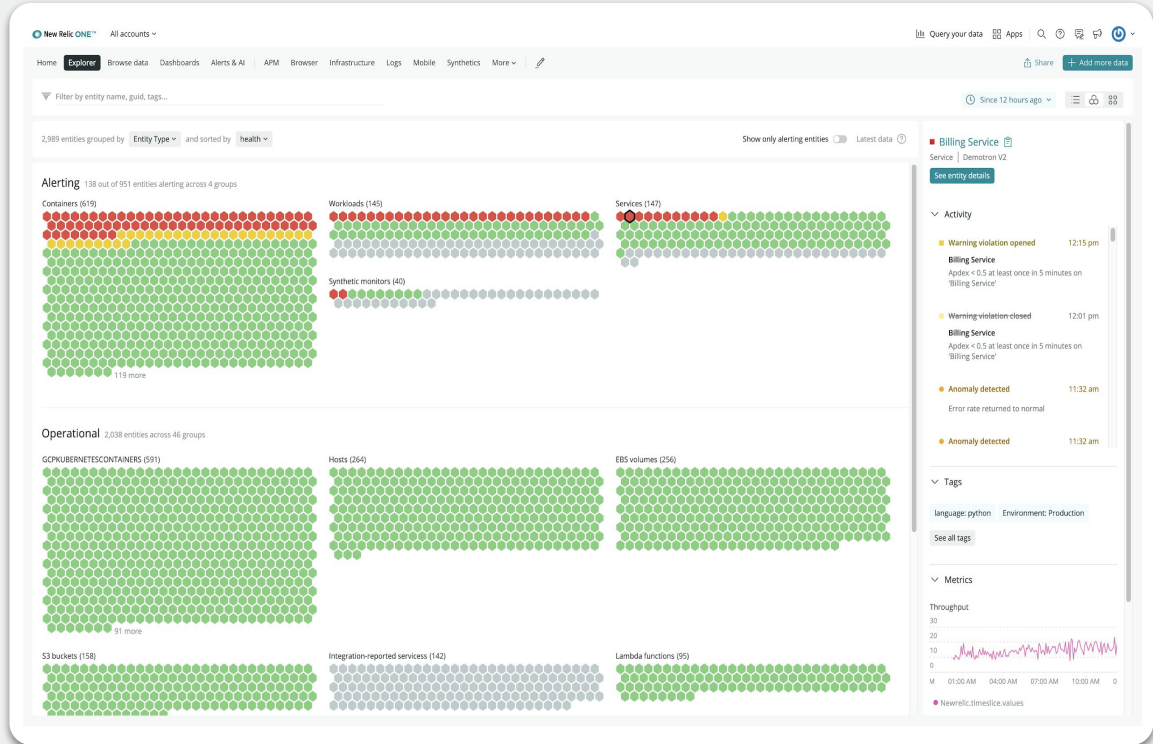 New Relic ONE™ All accounts Query your data Apps
Home Explorer Browse data Dashboards Alerts & AI APM Browser Infrastructure Logs Mobile Synthetics More Share + Add more data
Filter by entity name, guid, tags... Since 12 hours ago
2,989 entities grouped by Entity Type and sorted by health Show only alerting entities Latest data ?
Alerting 138 out of 951 entities alerting across 4 groups
Containers (619)
119 more
Workloads (145)
Synthetic monitors (40)
Services (147)
Operational 2,038 entities across 46 groups
GCPKUBERNETESCONTAINERS (591)
91 more
Hosts (264)
EBS volumes (256)
S3 buckets (158)
Integration-reported servicess (142)
Lambda functions (95)
Billing Service
Service | Demotron V2
See entity details
Activity
Warning violation opened 12:15 pm
Billing Service
Apdex < 0.5 at least once in 5 minutes on
'Billing Service'
Warning violation closed 12:01 pm
Billing Service
Apdex < 0.5 at least once in 5 minutes on
'Billing Service'
Anomaly detected 11:32 am
Error rate returned to normal
Anomaly detected 11:32 am
Tags
language: python Environment: Production
See all tags
Metrics
Throughput
30
20
10
0
M 01:00 AM 04:00 AM 07:00 AM 10:00 AM 0
Newrelic.timeslice.values